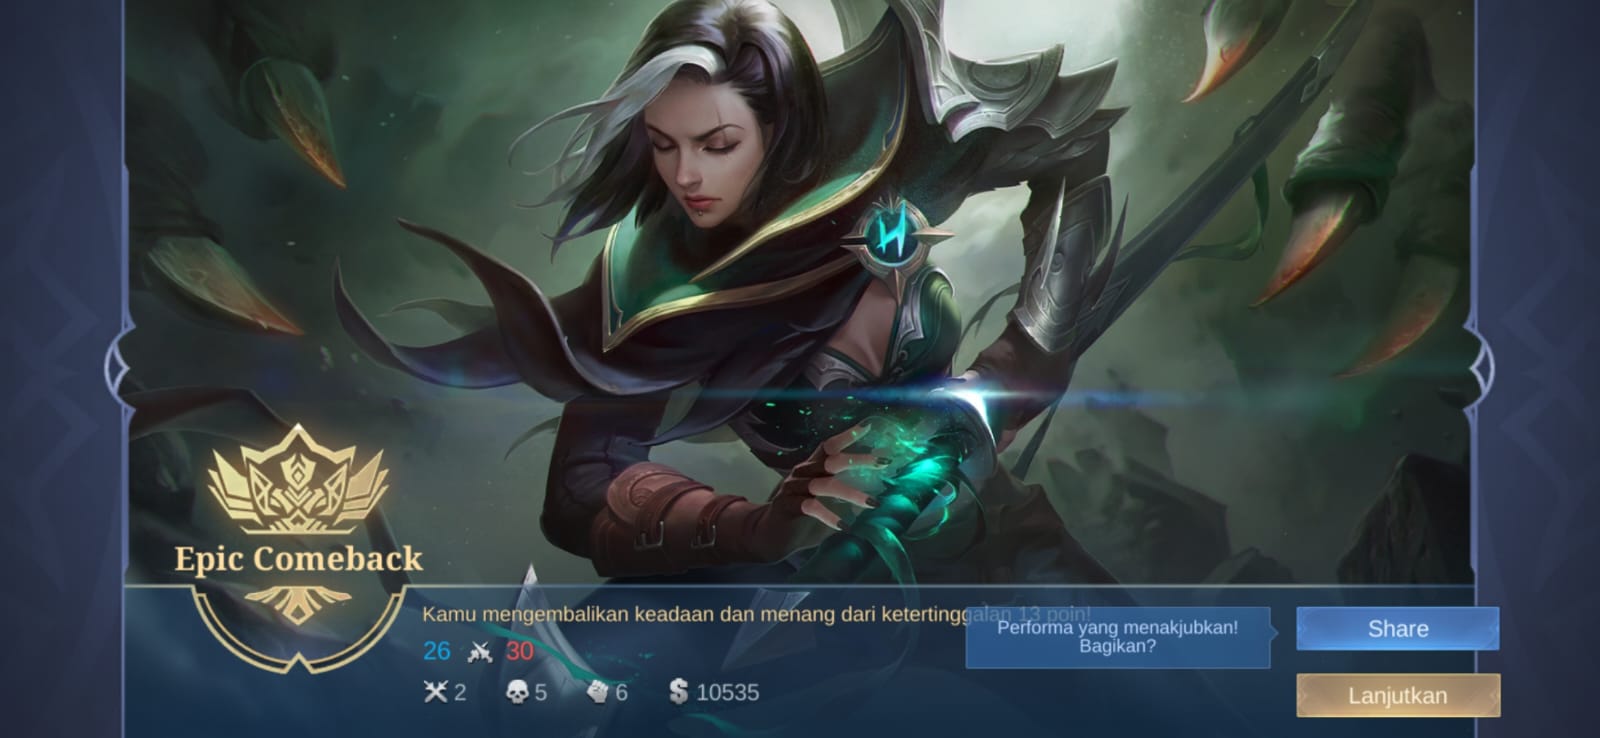 Epic Comeback
Kamu mengembalikan keadaan dan menang dari ketertinggalan 13 poin!
26 30
2 5 6 10535
Performa yang menakjubkan!
Bagikan?
Share
Lanjutkan